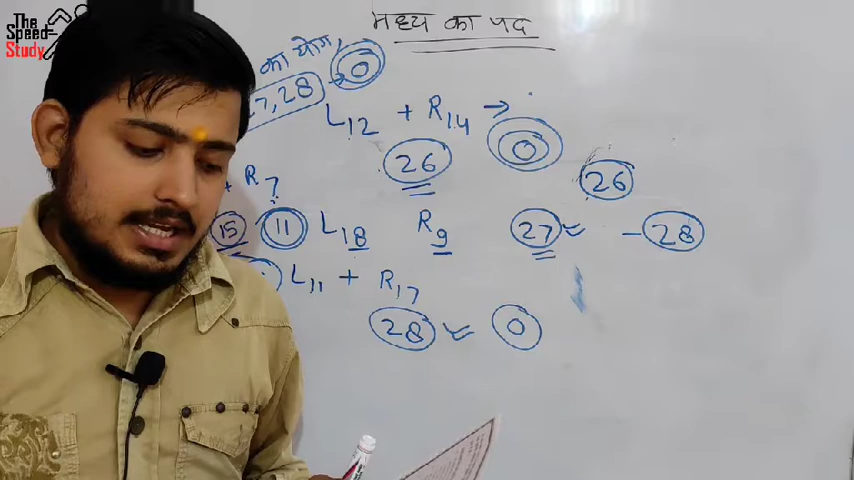 The
Speed
Study
मध्य का पद
का योग, 0
27, 28
L12 + R14 → 0
26
26
+ R7
15 11 L18 R9 27 ≈ - 28
L11 + R17
28 ≈ 0